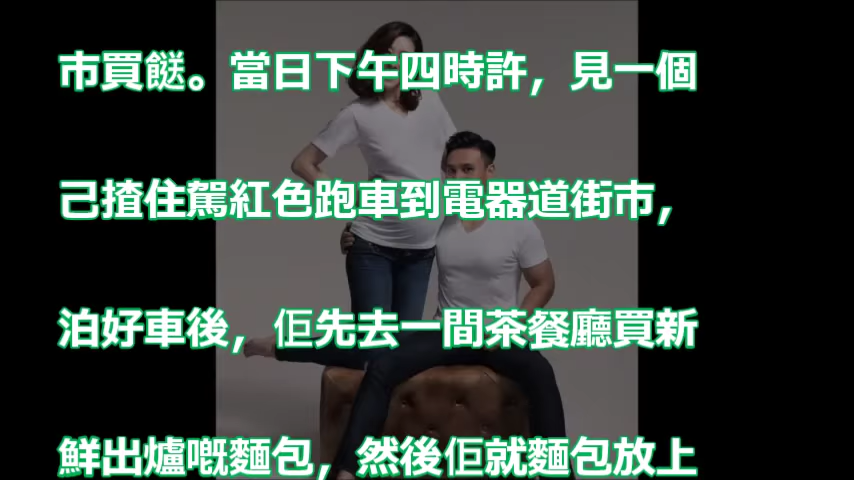 市買餸。當日下午四時許，見一個
己揸住駕紅色跑車到電器道街市，
泊好車後，佢先去一間茶餐廳買新
鮮出爐嘅麵包，然後佢就麵包放上